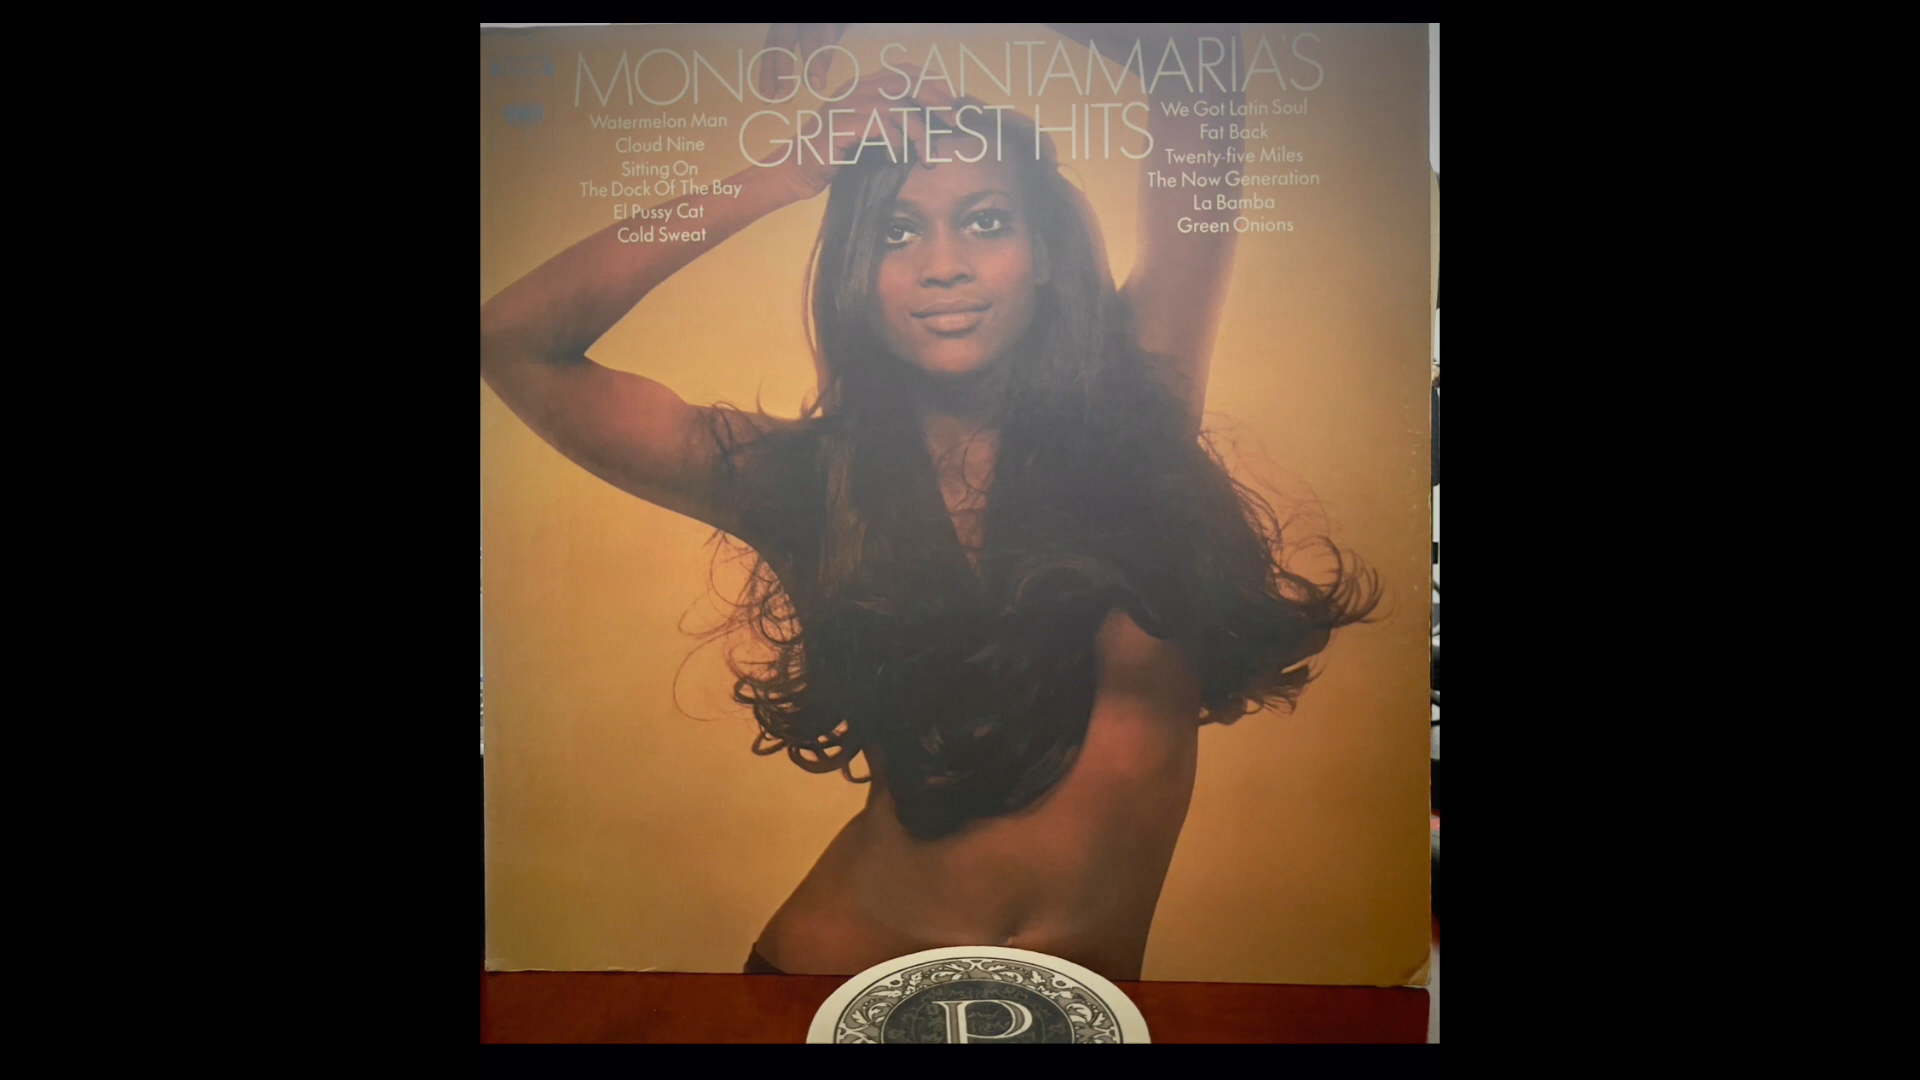 MONGO SANTAMARIA'S
GREATEST HITS
Watermelon Man
Cloud Nine
Sitting On
The Dock Of The Bay
El Pussy Cat
Cold Sweat
We Got Latin Soul
Fat Back
Twenty-five Miles
The Now Generation
La Bamba
Green Onions
P